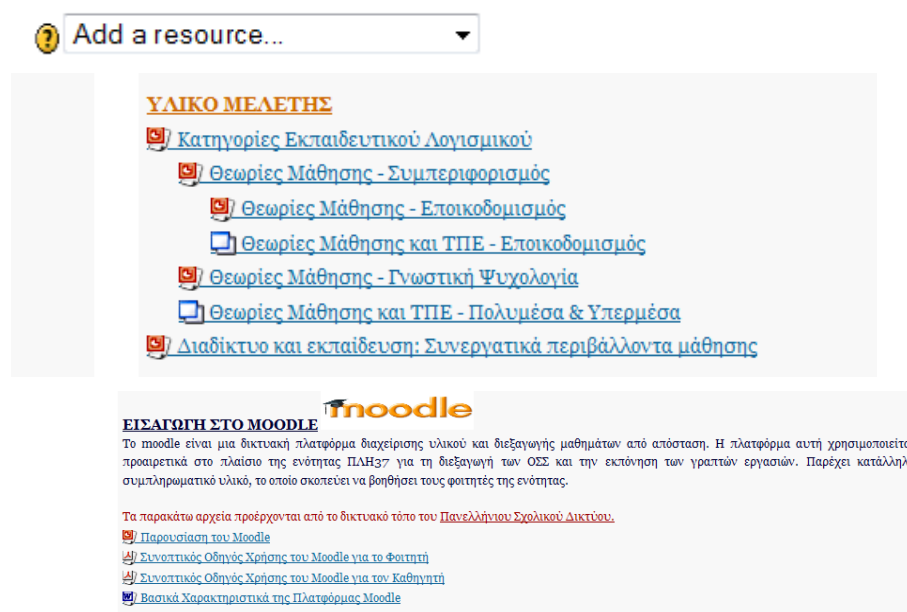 Add a resource...
ΥΛΙΚΟ ΜΕΛΕΤΗΣ
Κατηγορίες Εκπαιδευτικού Λογισμικού
Θεωρίες Μάθησης - Συμπεριφορισμός
Θεωρίες Μάθησης - Εποικοδομισμός
Θεωρίες Μάθησης και ΤΠΕ - Εποικοδομισμός
Θεωρίες Μάθησης - Γνωστική Ψυχολογία
Θεωρίες Μάθησης και ΤΠΕ - Πολυμέσα & Υπερμέσα
Διαδίκτυο και εκπαίδευση: Συνεργατικά περιβάλλοντα μάθησης
ΕΙΣΑΓΩΓΗ ΣΤΟ MOODLE moodle
Το moodle είναι μια δικτυακή πλατφόρμα διαχείρισης υλικού και διεξαγωγής μαθημάτων από απόσταση. Η πλατφόρμα αυτή χρησιμοποιείτα
προαιρετικά στο πλαίσιο της ενότητας ΠΛΗ37 για τη διεξαγωγή των ΟΣΣ και την εκπόνηση των γραπτών εργασιών. Παρέχει κατάλληλ
συμπληρωματικό υλικό, το οποίο σκοπεύει να βοηθήσει τους φοιτητές της ενότητας.
Τα παρακάτω αρχεία προέρχονται από το δικτυακό τόπο του Πανελλήνιου Σχολικού Δικτύου.
Παρουσίαση του Moodle
Συνοπτικός Οδηγός Χρήσης του Moodle για το Φοιτητή
Συνοπτικός Οδηγός Χρήσης του Moodle για τον Καθηγητή
Βασικά Χαρακτηριστικά της Πλατφόρμας Moodle